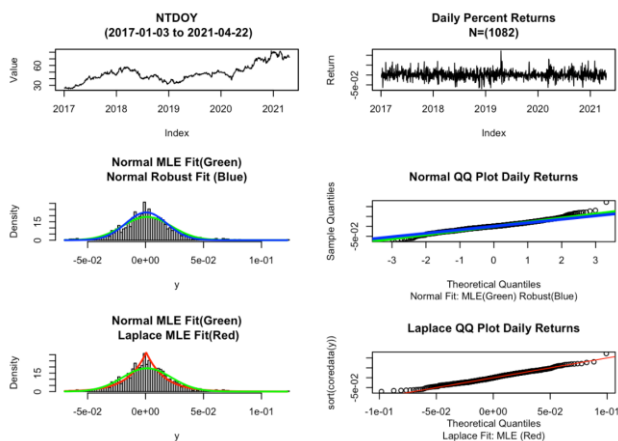 NTDOY
(2017-01-03 to 2021-04-22)
Value
30 60
2017 2018 2019 2020 2021
Index
Daily Percent Returns
N=(1082)
Return
-5e-02
2017 2018 2019 2020 2021
Index
Normal MLE Fit(Green)
Normal Robust Fit (Blue)
Density
0 15
-5e-02 0e+00 5e-02 1e-01
y
Normal QQ Plot Daily Returns
Sample Quantiles
-5e-02
-3 -2 -1 0 1 2 3
Theoretical Quantiles
Normal Fit: MLE(Green) Robust(Blue)
Normal MLE Fit(Green)
Laplace MLE Fit(Red)
Density
0 15
-5e-02 0e+00 5e-02 1e-01
y
Laplace QQ Plot Daily Returns
sort(coredata(y))
-5e-02
-1e-01 -5e-02 0e+00 5e-02 1e-01
Theoretical Quantiles
Laplace Fit: MLE (Red)